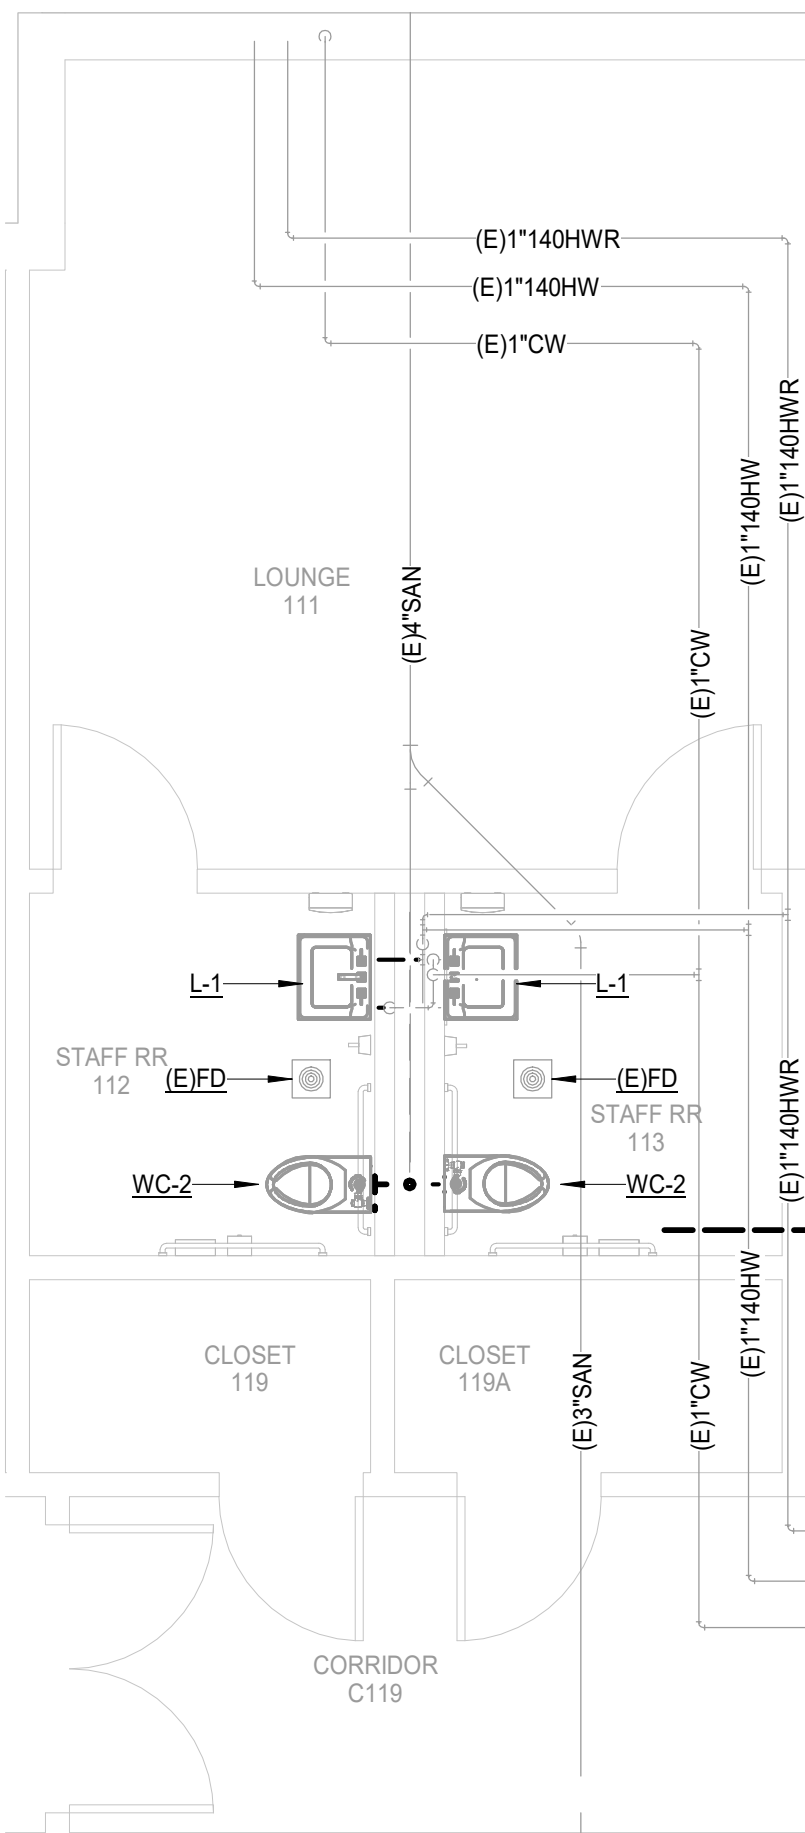 (E)1"140HWR
(E)1"140HW
(E)1"CW
(E)1"140HWR
(E)1"140HW
LOUNGE
111
(E)4"SAN
(E)1"CW
L-1
L-1
STAFF RR
112
(E)FD
(E)FD
STAFF RR
113
(E)1"140HWR
WC-2
WC-2
(E)1"140HW
CLOSET
119
CLOSET
119A
(E)3"SAN
(E)1"CW
CORRIDOR
C119